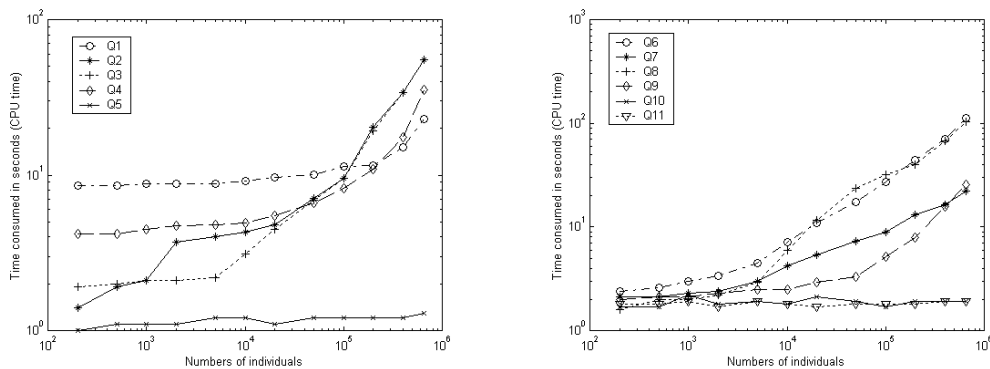 10^2
10^1
10^0
Time consumed in seconds (CPU time)
Q1
Q2
Q3
Q4
Q5
10^2
10^3
10^4
10^5
10^6
Numbers of individuals
10^3
10^2
10^1
10^0
Time consumed in seconds (CPU time)
Q6
Q7
Q8
Q9
Q10
Q11
10^2
10^3
10^4
10^5
10^6
Numbers of individuals